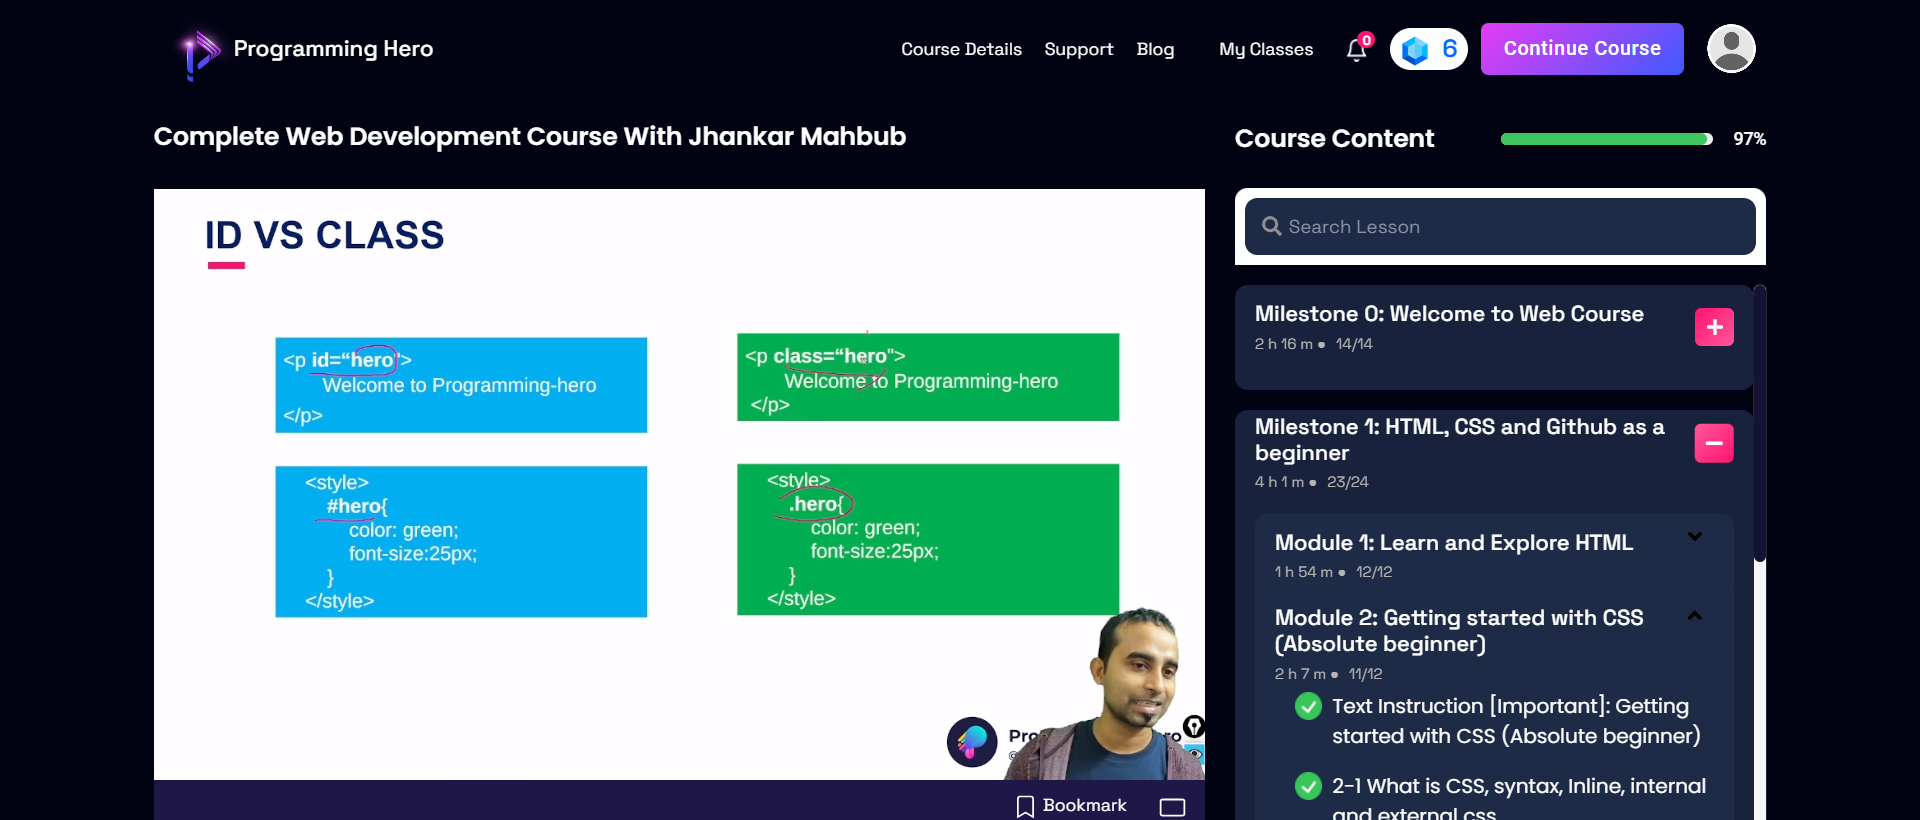 Programming Hero
Course Details
Support
Blog
My Classes
0
6
Continue Course
Complete Web Development Course With Jhankar Mahbub
Course Content
97%
ID VS CLASS
<p id=“hero">
Welcome to Programming-hero
</p>
<style>
#hero{
color: green;
font-size:25px;
}
</style>
<p class=“hero">
Welcome to Programming-hero
</p>
<style>
.hero{
color: green;
font-size:25px;
}
</style>
Bookmark
Search Lesson
Milestone 0: Welcome to Web Course
2 h 16 m ● 14/14
Milestone 1: HTML, CSS and Github as a
beginner
4 h 1 m ● 23/24
Module 1: Learn and Explore HTML
1 h 54 m ● 12/12
Module 2: Getting started with CSS
(Absolute beginner)
2 h 7 m ● 11/12
Text Instruction [Important]: Getting
started with CSS (Absolute beginner)
2-1 What is CSS, syntax, Inline, internal
and external css